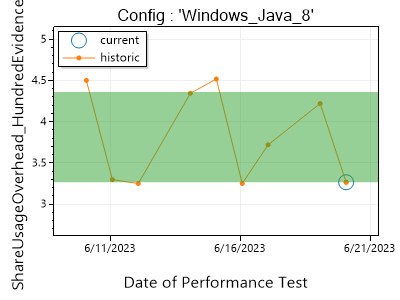 Config : 'Windows_Java_8'
current
historic
5
4.5
4
3.5
3
ShareUsageOverhead_HundredEvidence
6/11/2023
6/16/2023
6/21/2023
Date of Performance Test